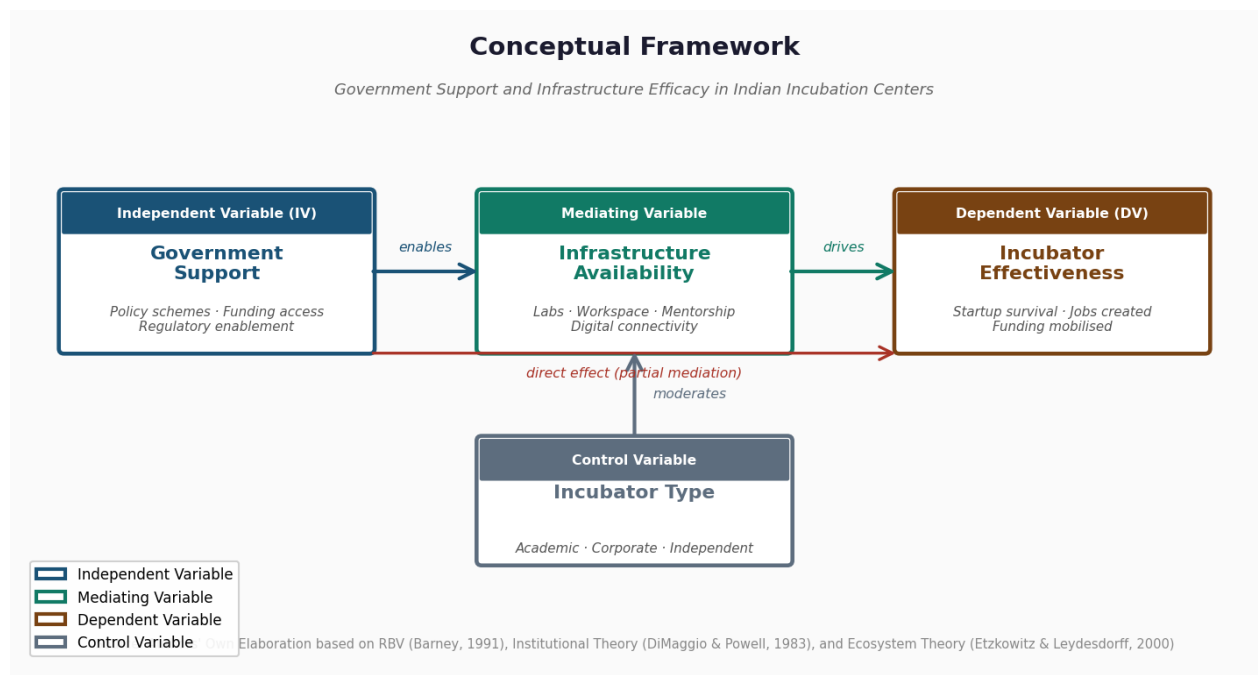 Conceptual Framework
Government Support and Infrastructure Efficacy in Indian Incubation Centers
Independent Variable (IV)
Government
Support
Policy schemes · Funding access
Regulatory enablement
enables
Mediating Variable
Infrastructure
Availability
Labs · Workspace · Mentorship
Digital connectivity
drives
Dependent Variable (DV)
Incubator
Effectiveness
Startup survival · Jobs created
Funding mobilised
direct effect (partial mediation)
moderates
Control Variable
Incubator Type
Academic · Corporate · Independent
Independent Variable
Mediating Variable
Dependent Variable
Control Variable
Own Elaboration based on RBV (Barney, 1991), Institutional Theory (DiMaggio & Powell, 1983), and Ecosystem Theory (Etzkowitz & Leydesdorff, 2000)